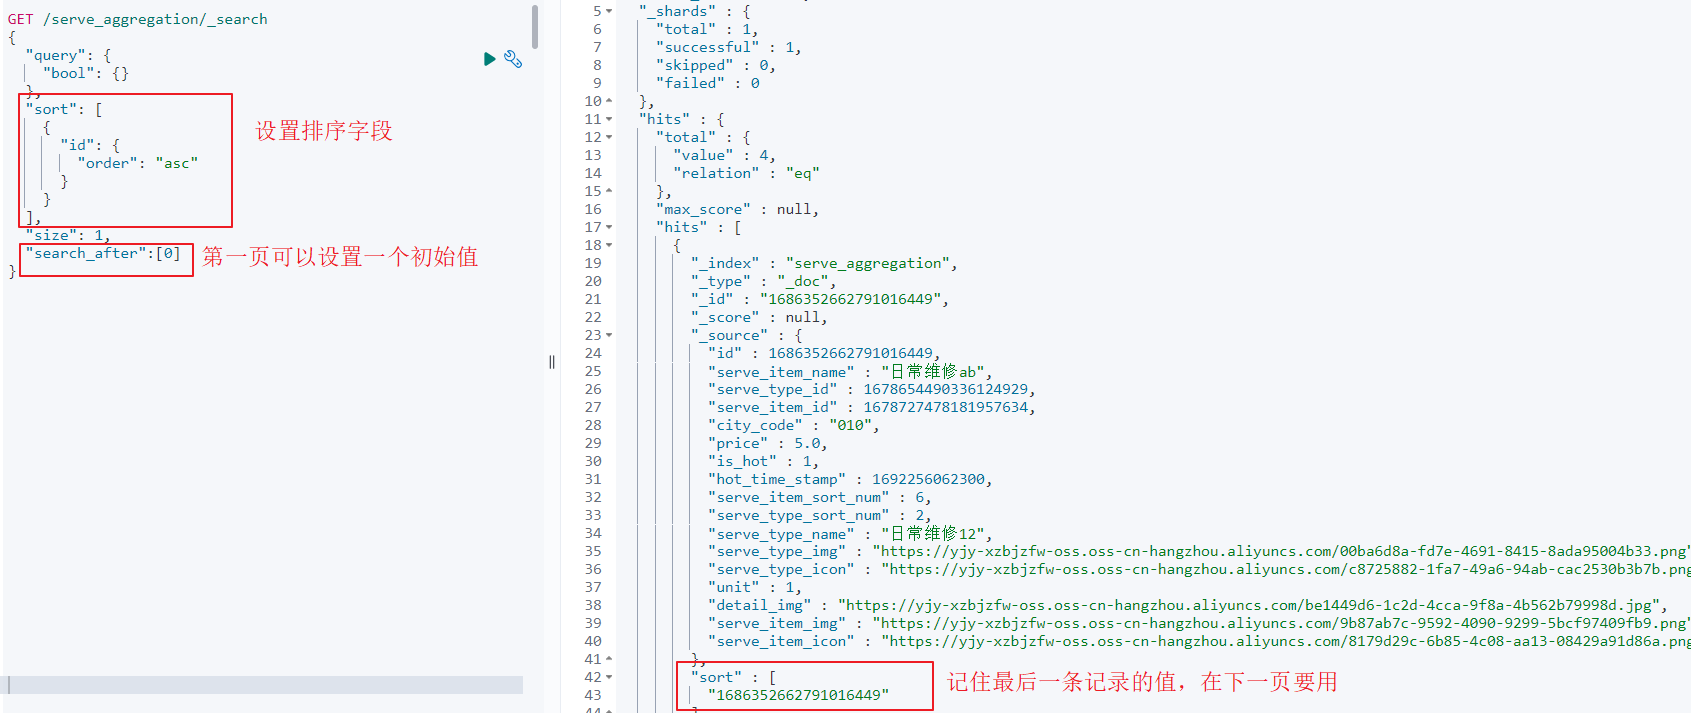 GET /serve_aggregation/_search
{
"query": {
"bool": {}
},
"sort": [
{
"id": {
"order": "asc"
}
}
],
"size": 1,
"search_after":[0]
}
设置排序字段
第一页可以设置一个初始值
5 "_shards" : {
6 "total" : 1,
7 "successful" : 1,
8 "skipped" : 0,
9 "failed" : 0
10 },
11 "hits" : {
12 "total" : {
13 "value" : 4,
14 "relation" : "eq"
15 },
16 "max_score" : null,
17 "hits" : [
18 {
19 "_index" : "serve_aggregation",
20 "_type" : "_doc",
21 "_id" : "1686352662791016449",
22 "_score" : null,
23 "_source" : {
24 "id" : 1686352662791016449,
25 "serve_item_name" : "日常维修ab",
26 "serve_type_id" : 1678654490336124929,
27 "serve_item_id" : 1678727478181957634,
28 "city_code" : "010",
29 "price" : 5.0,
30 "is_hot" : 1,
31 "hot_time_stamp" : 1692256062300,
32 "serve_item_sort_num" : 6,
33 "serve_type_sort_num" : 2,
34 "serve_type_name" : "日常维修12",
35 "serve_type_img" : "https://yjy-xzbjzfw-oss.oss-cn-hangzhou.aliyuncs.com/00ba6d8a-fd7e-4691-8415-8ada95004b33.png"
36 "serve_type_icon" : "https://yjy-xzbjzfw-oss.oss-cn-hangzhou.aliyuncs.com/c8725882-1fa7-49a6-94ab-cac2530b3b7b.png
37 "unit" : 1,
38 "detail_img" : "https://yjy-xzbjzfw-oss.oss-cn-hangzhou.aliyuncs.com/be1449d6-1c2d-4cca-9f8a-4b562b79998d.jpg",
39 "serve_item_img" : "https://yjy-xzbjzfw-oss.oss-cn-hangzhou.aliyuncs.com/9b87ab7c-9592-4090-9299-5bcf97409fb9.png"
40 "serve_item_icon" : "https://yjy-xzbjzfw-oss.oss-cn-hangzhou.aliyuncs.com/8179d29c-6b85-4c08-aa13-08429a91d86a.png
41 },
42 "sort" : [
43 "1686352662791016449"
44 ]
记住最后一条记录的值，在下一页要用